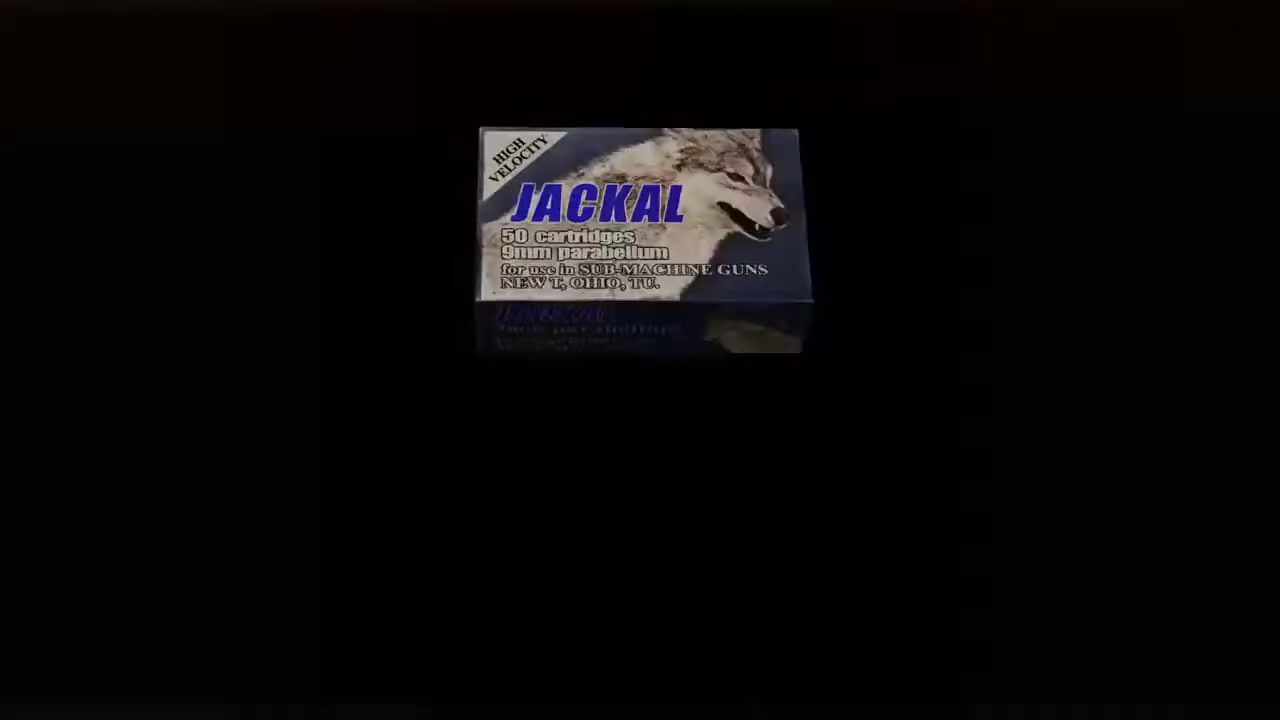 HIGH
VELOCITY
JACKAL
50 cartridges
9mm parabellum
for use in SUB-MACHINE GUNS
NEW T, OHIO, TU.